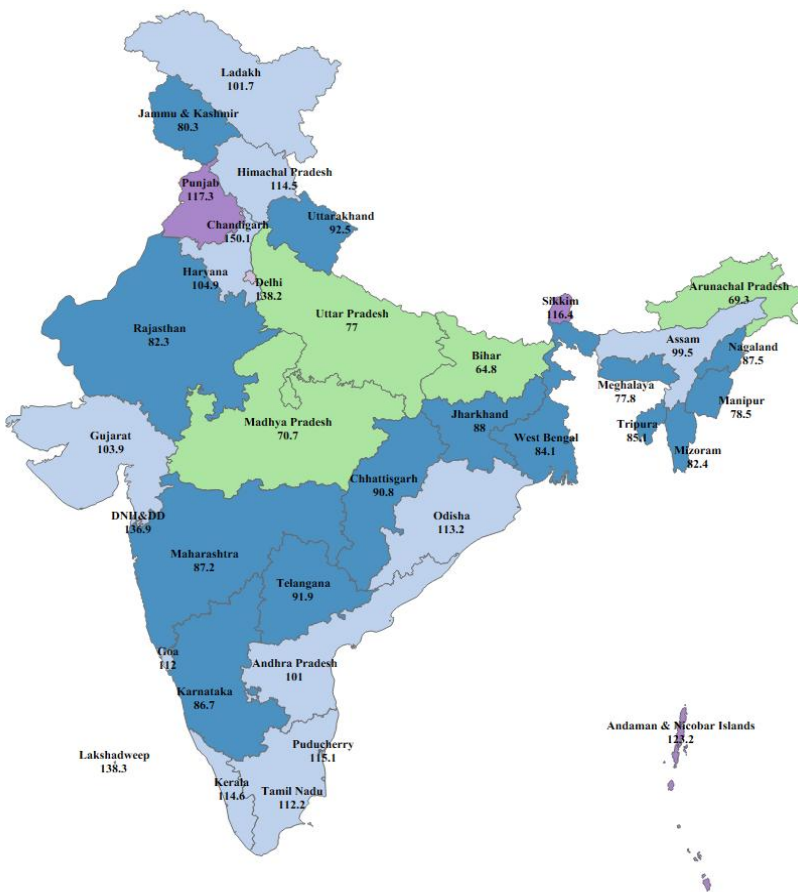 Ladakh
101.7
Jammu & Kashmir
80.3
Himachal Pradesh
114.5
Punjab
117.3
Uttarakhand
92.5
Chandigarh
150.1
Haryana
104.9
Delhi
138.2
Arunachal Pradesh
69.3
Sikkim
116.4
Uttar Pradesh
77
Rajasthan
82.3
Assam
99.5
Nagaland
87.5
Bihar
64.8
Meghalaya
77.8
Manipur
78.5
Jharkhand
88
Madhya Pradesh
70.7
Tripura
85.1
West Bengal
84.1
Mizoram
82.4
Gujarat
103.9
Chhattisgarh
90.8
DNH&DD
136.9
Odisha
113.2
Maharashtra
87.2
Telangana
91.9
Goa
112
Andhra Pradesh
101
Karnataka
86.7
Andaman & Nicobar Islands
123.2
Puducherry
115.1
Lakshadweep
138.3
Kerala
114.6
Tamil Nadu
112.2